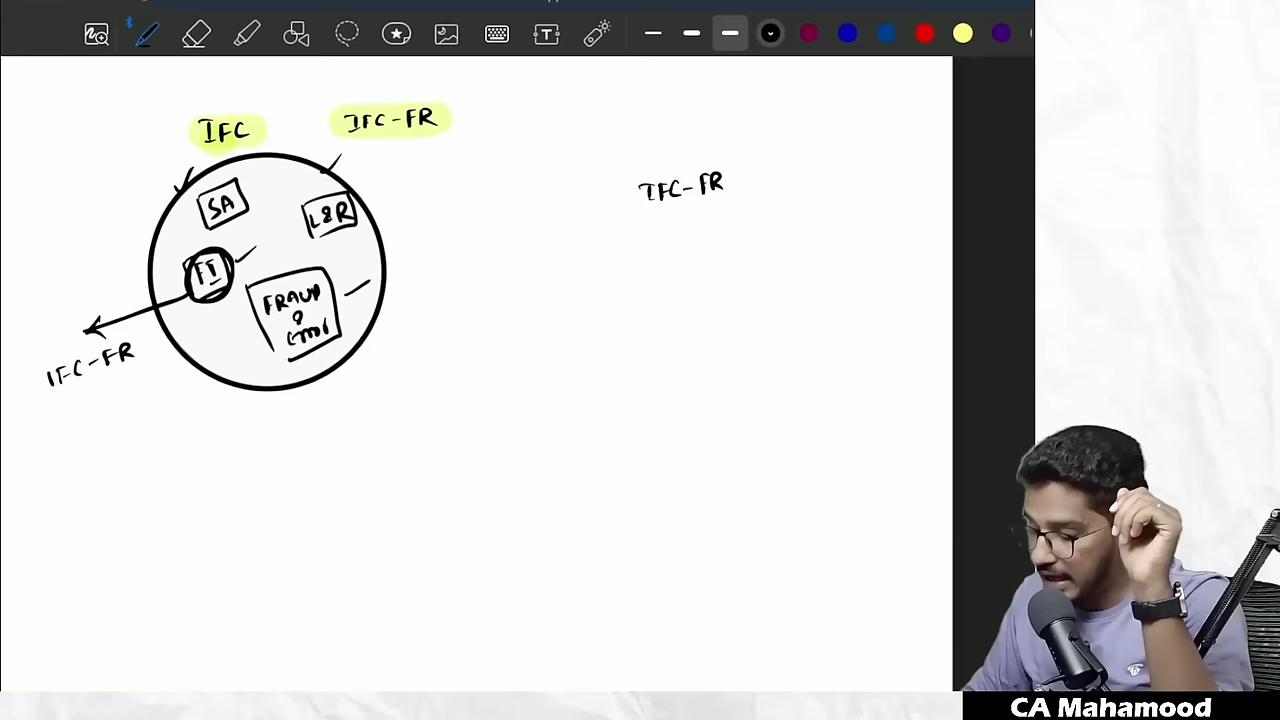 IFC
IFC-FR
IFC-FR
SA
L&R
FI
FRAUD
&
error
IFC-FR
CA Mahamood